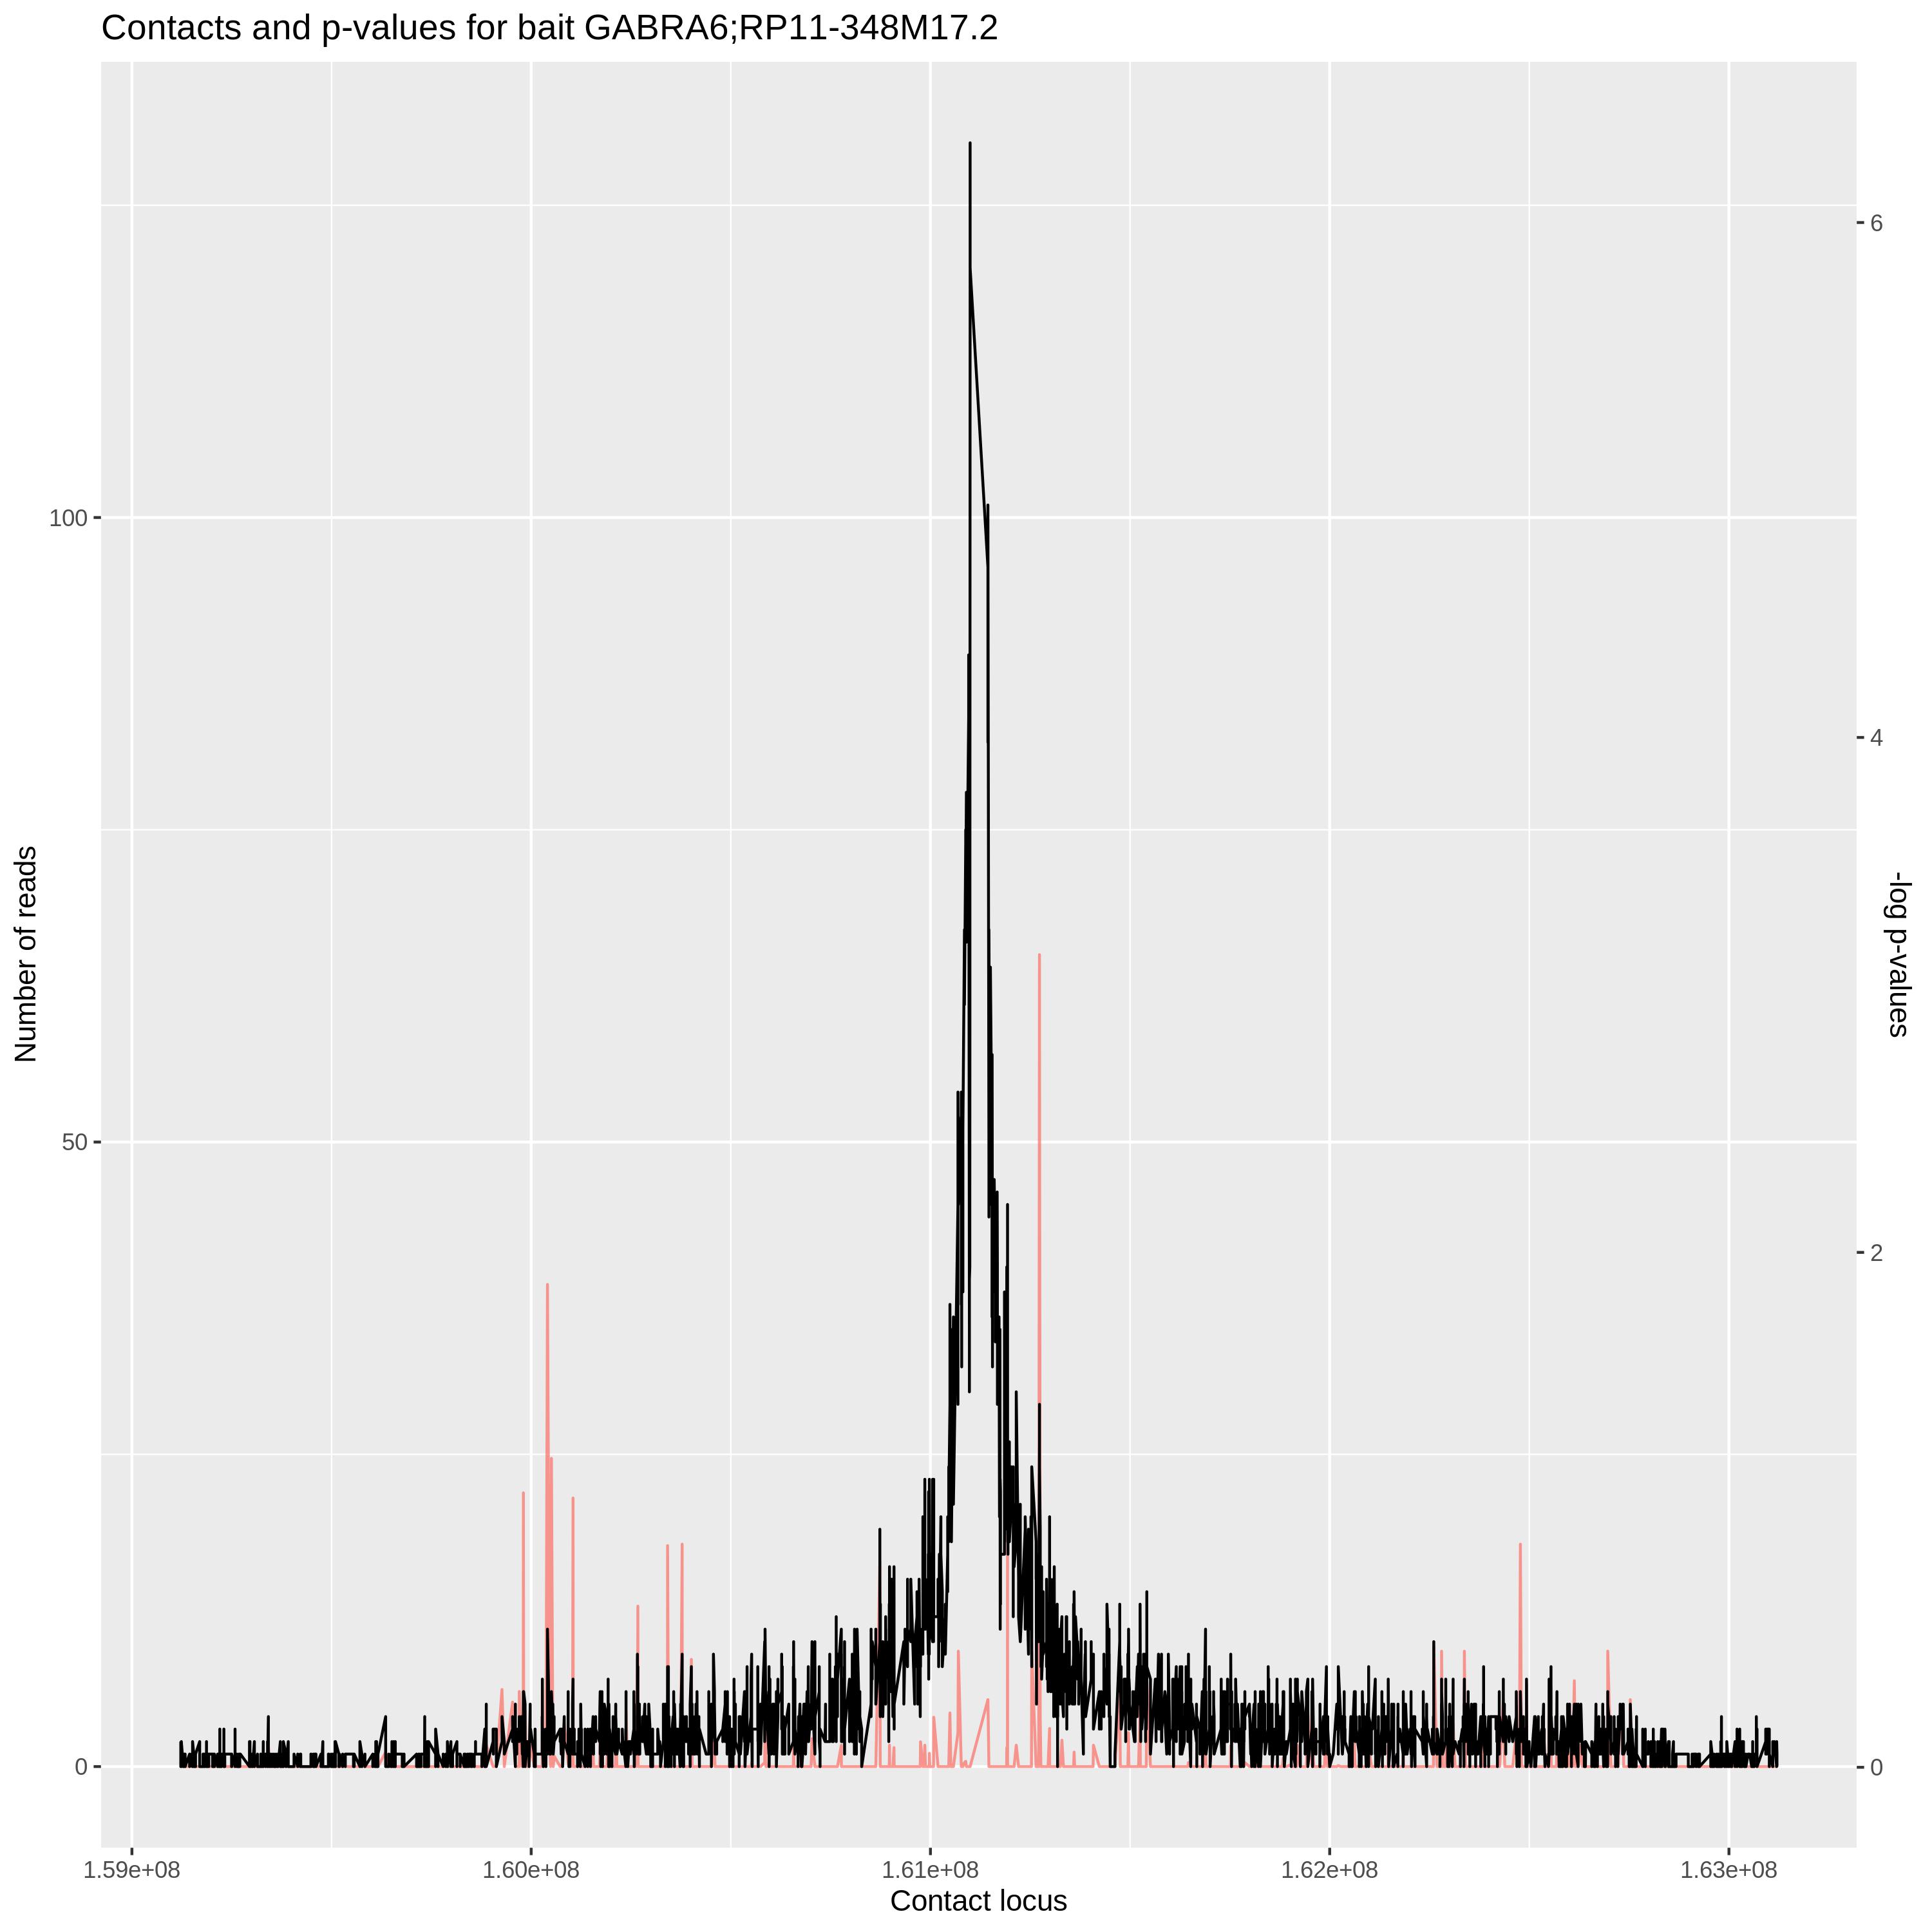 Contacts and p-values for bait GABRA6;RP11-348M17.2
Number of reads
100
50
0
6
4
2
0
-log p-values
1.59e+08 1.60e+08 1.61e+08 1.62e+08 1.63e+08
Contact locus